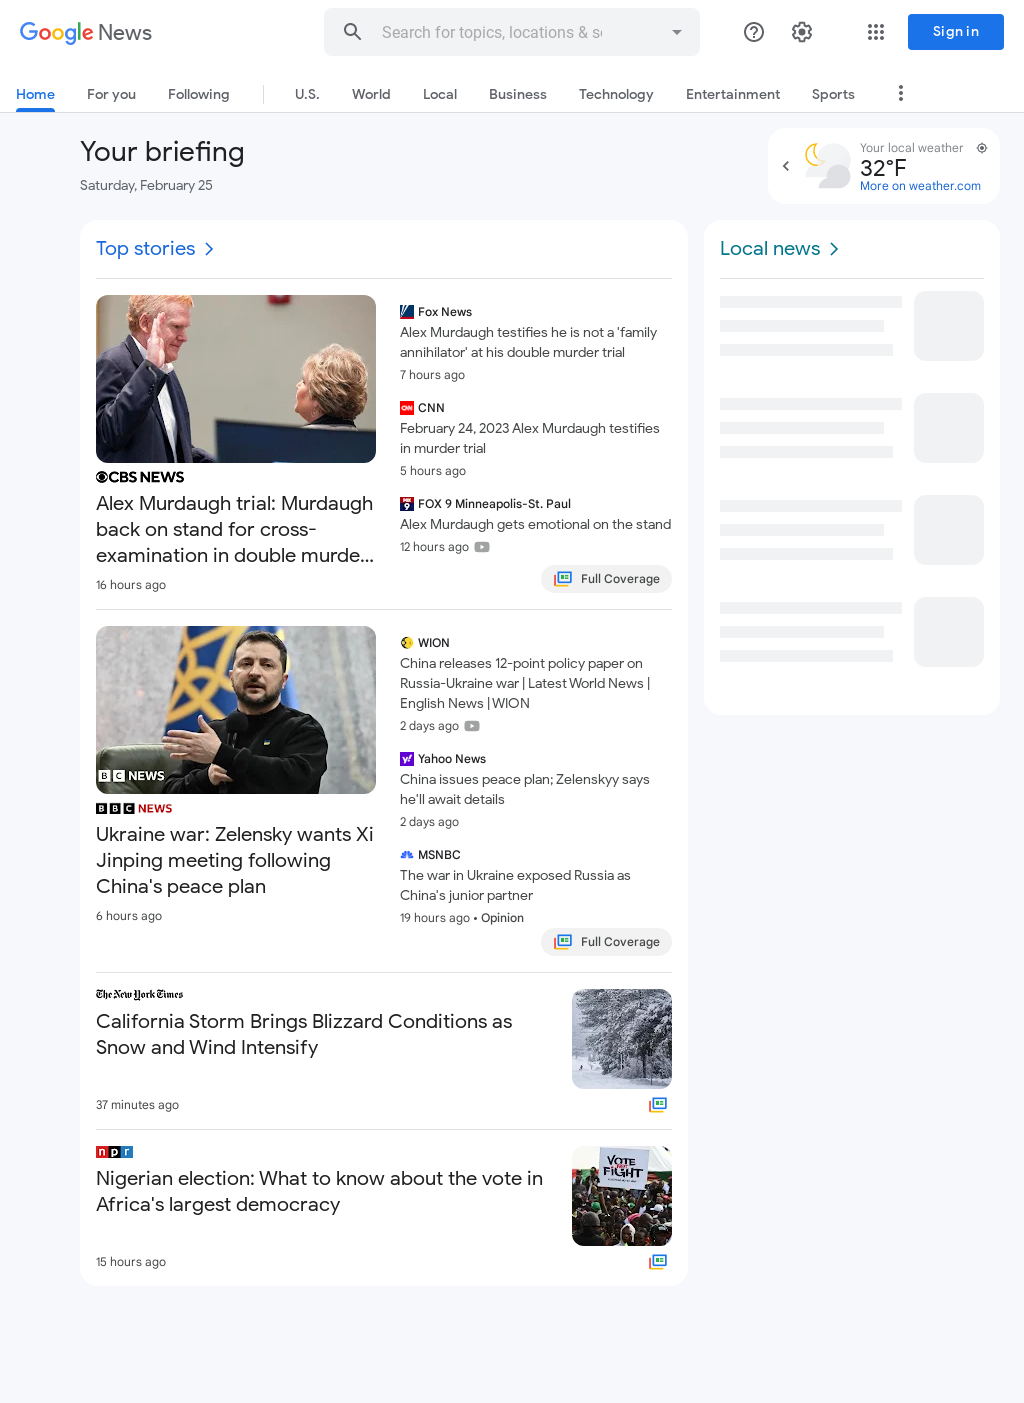 Google News
Search for topics, locations & so
Sign in
Home For you Following U.S. World Local Business Technology Entertainment Sports
Your briefing
Saturday, February 25
Your local weather
32°F
More on weather.com
Top stories
CBS NEWS
Alex Murdaugh trial: Murdaugh
back on stand for cross-
examination in double murde...
16 hours ago
Fox News
Alex Murdaugh testifies he is not a 'family
annihilator' at his double murder trial
7 hours ago
CNN
February 24, 2023 Alex Murdaugh testifies
in murder trial
5 hours ago
FOX 9 Minneapolis-St. Paul
Alex Murdaugh gets emotional on the stand
12 hours ago
Full Coverage
BBC NEWS
BBC NEWS
Ukraine war: Zelensky wants Xi
Jinping meeting following
China's peace plan
6 hours ago
WION
China releases 12-point policy paper on
Russia-Ukraine war | Latest World News |
English News | WION
2 days ago
Yahoo News
China issues peace plan; Zelenskyy says
he'll await details
2 days ago
MSNBC
The war in Ukraine exposed Russia as
China's junior partner
19 hours ago • Opinion
Full Coverage
The New York Times
California Storm Brings Blizzard Conditions as
Snow and Wind Intensify
37 minutes ago
npr
Nigerian election: What to know about the vote in
Africa's largest democracy
VOTE
NOT
FIGHT
15 hours ago
Local news